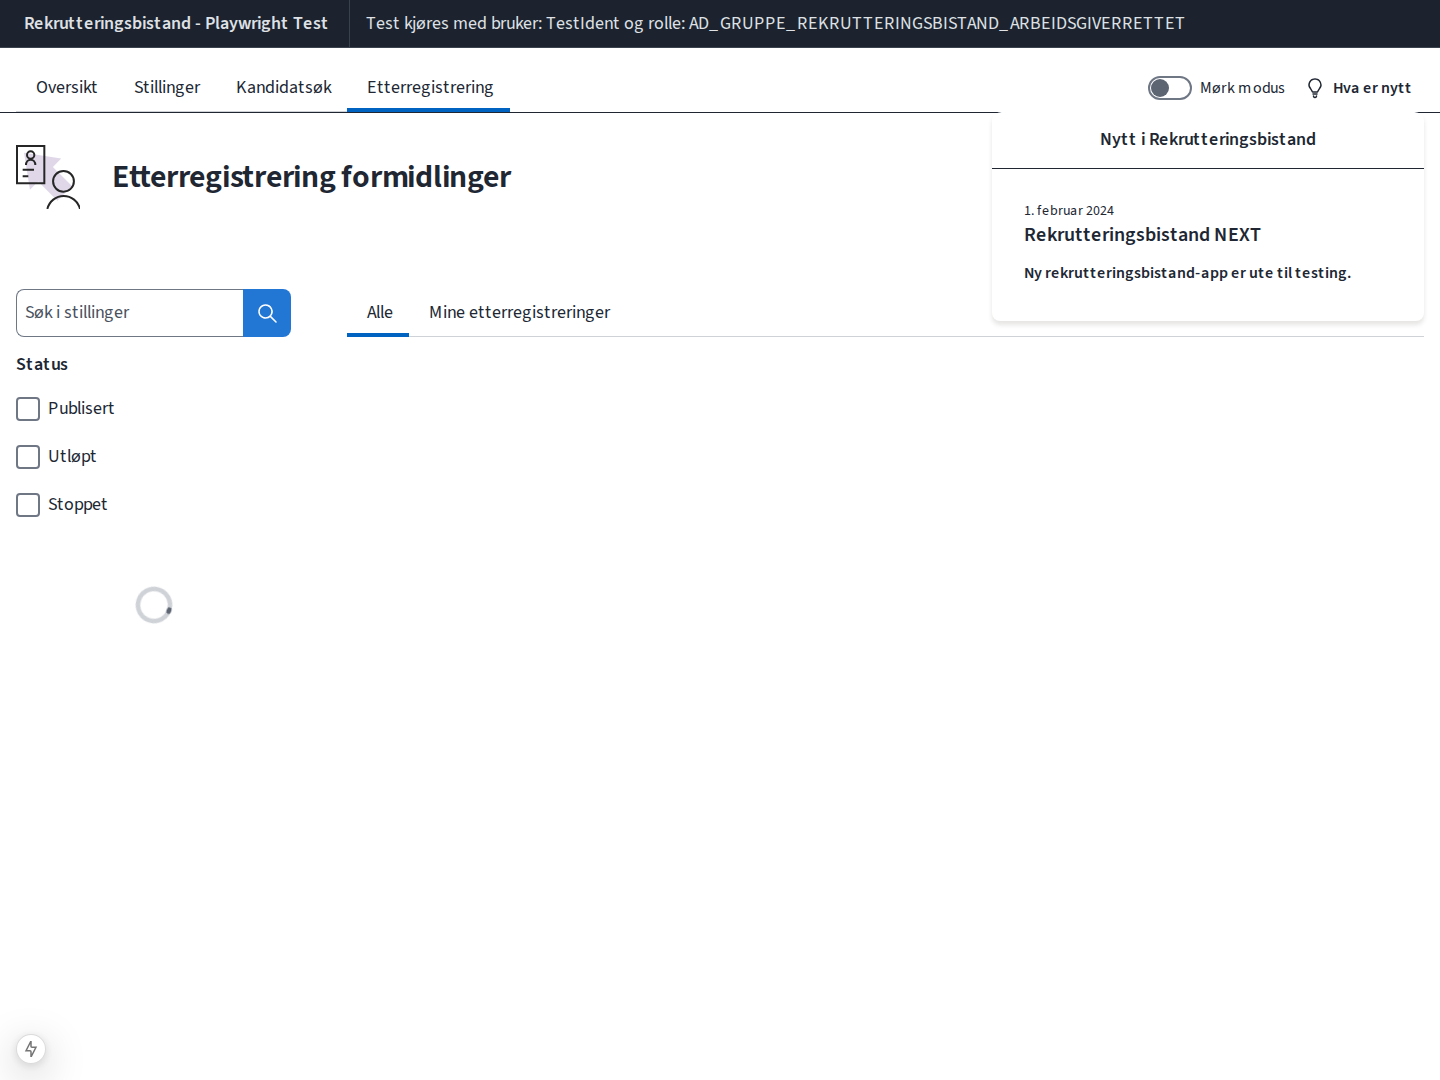 Rekrutteringsbistand - Playwright Test
Test kjøres med bruker: TestIdent og rolle: AD_GRUPPE_REKRUTTERINGSBISTAND_ARBEIDSGIVERRETTET
Oversikt
Stillinger
Kandidatsøk
Etterregistrering
Mørk modus
Hva er nytt
Nytt i Rekrutteringsbistand
1. februar 2024
Rekrutteringsbistand NEXT
Ny rekrutteringsbistand-app er ute til testing.
Etterregistrering formidlinger
Søk i stillinger
Alle
Mine etterregistreringer
Status
Publisert
Utløpt
Stoppet